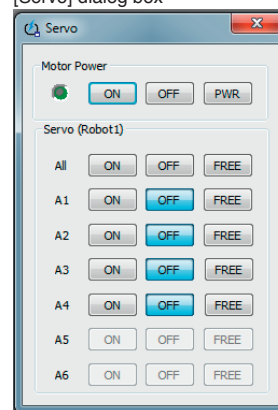 [Servo] dialog box
Servo
Motor Power
ON OFF PWR
Servo (Robot1)
All ON OFF FREE
A1 ON OFF FREE
A2 ON OFF FREE
A3 ON OFF FREE
A4 ON OFF FREE
A5 ON OFF FREE
A6 ON OFF FREE